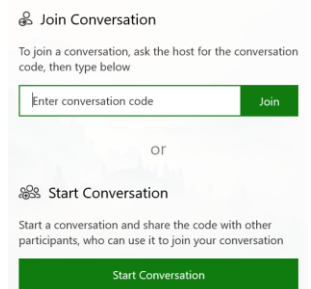 Join Conversation
To join a conversation, ask the host for the conversation
code, then type below
Enter conversation code
Join
or
Start Conversation
Start a conversation and share the code with other
participants, who can use it to join your conversation
Start Conversation